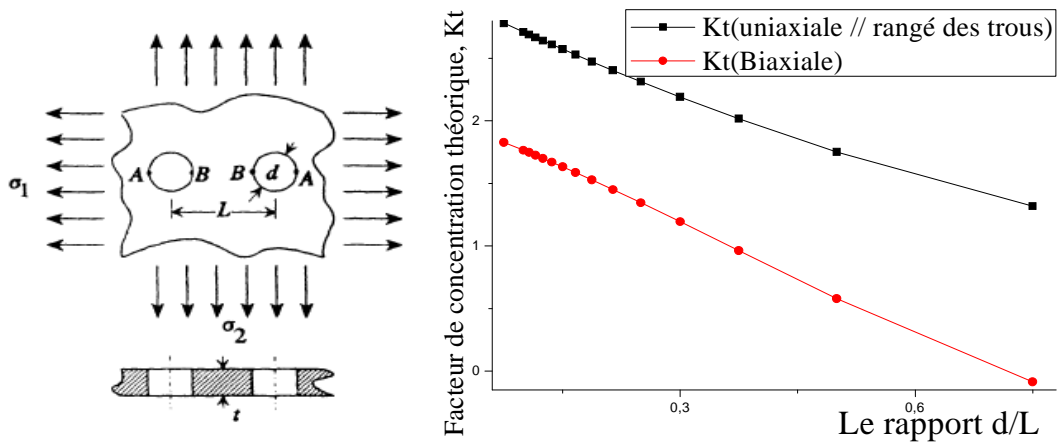 σ1
A
B
B
d
A
L
σ2
t
Facteur de concentration théorique, Kt
Kt(uniaxiale // rangé des trous)
Kt(Biaxiale)
2
1
0
0,3
0,6
Le rapport d/L